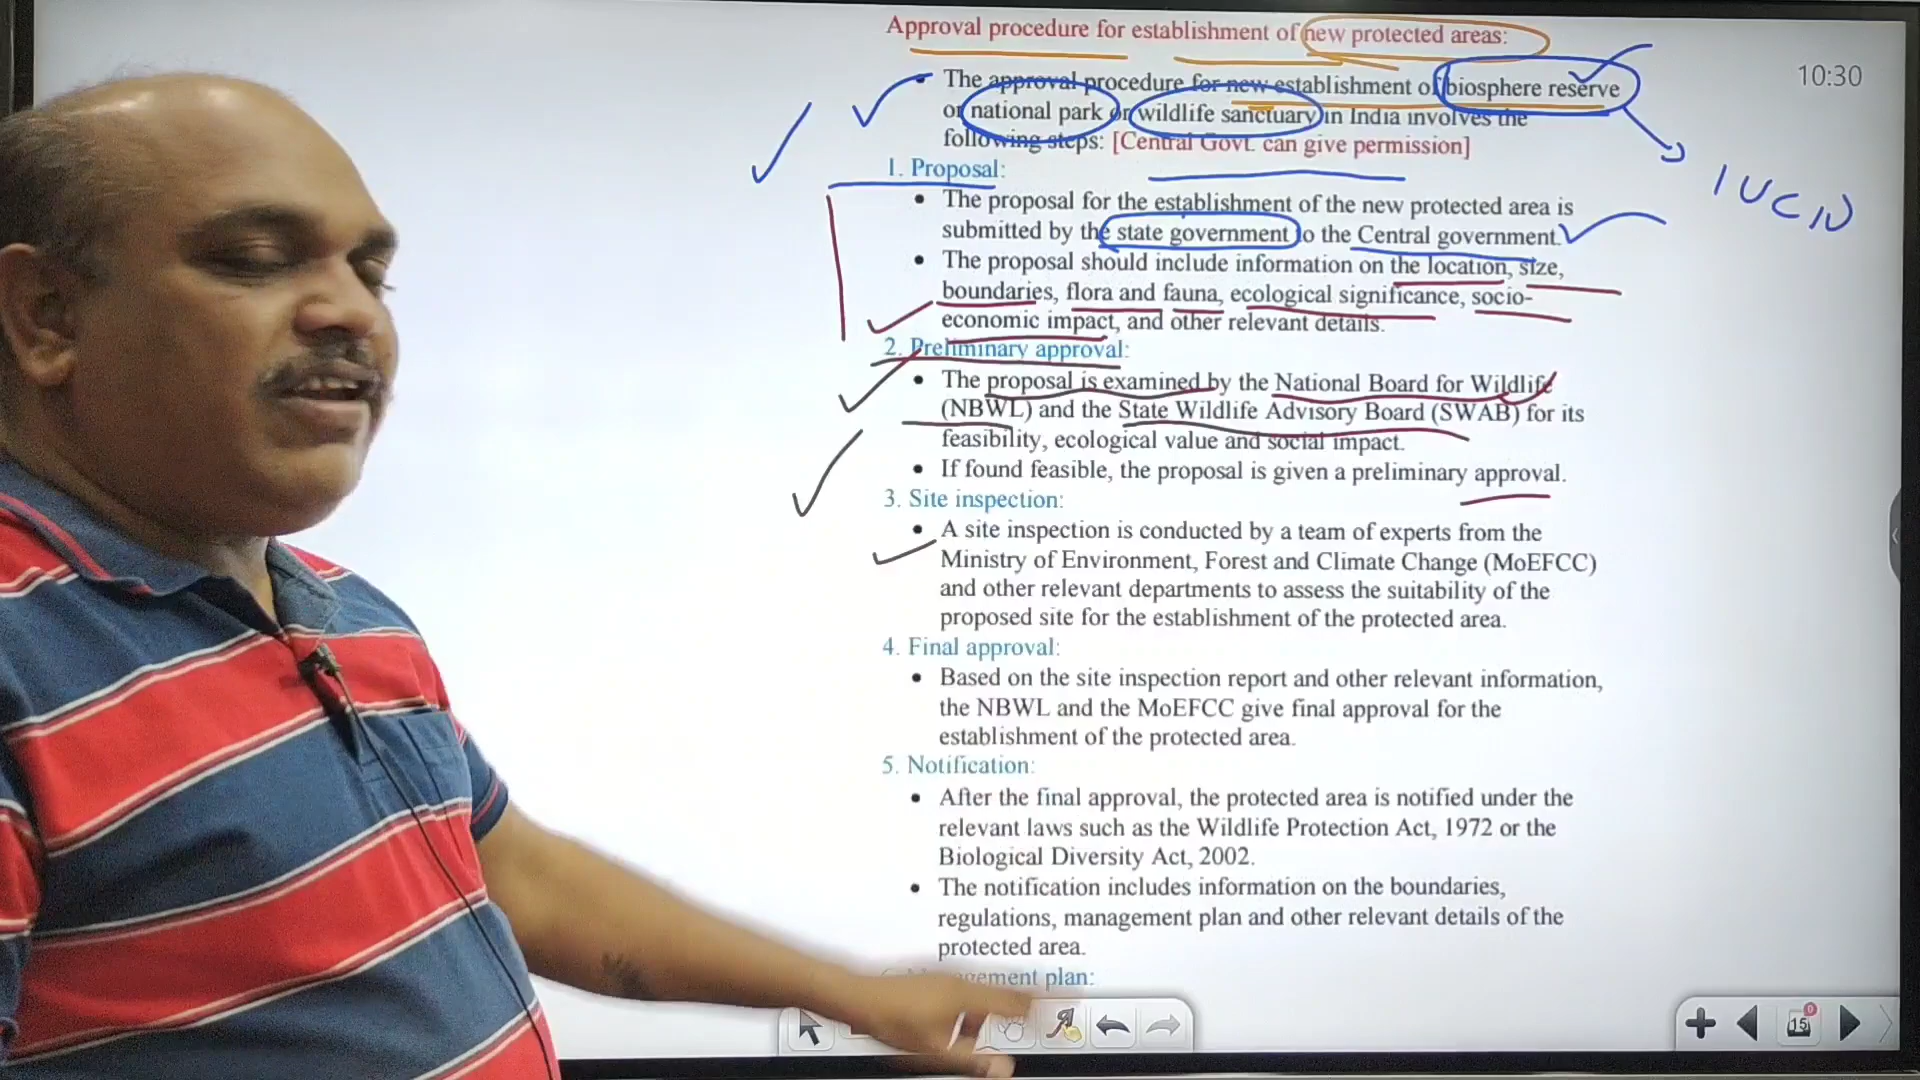 Approval procedure for establishment of new protected areas:
10:30
• The approval procedure for new establishment of biosphere reserve
or national park or wildlife sanctuary in India involves the
following steps: [Central Govt. can give permission]
IUCN
1. Proposal:
• The proposal for the establishment of the new protected area is
submitted by the state government to the Central government.
• The proposal should include information on the location, size,
boundaries, flora and fauna, ecological significance, socio-
economic impact, and other relevant details.
2. Preliminary approval:
• The proposal is examined by the National Board for Wildlife
(NBWL) and the State Wildlife Advisory Board (SWAB) for its
feasibility, ecological value and social impact.
• If found feasible, the proposal is given a preliminary approval.
3. Site inspection:
• A site inspection is conducted by a team of experts from the
Ministry of Environment, Forest and Climate Change (MoEFCC)
and other relevant departments to assess the suitability of the
proposed site for the establishment of the protected area.
4. Final approval:
• Based on the site inspection report and other relevant information,
the NBWL and the MoEFCC give final approval for the
establishment of the protected area.
5. Notification:
• After the final approval, the protected area is notified under the
relevant laws such as the Wildlife Protection Act, 1972 or the
Biological Diversity Act, 2002.
• The notification includes information on the boundaries,
regulations, management plan and other relevant details of the
protected area.
plan:
15